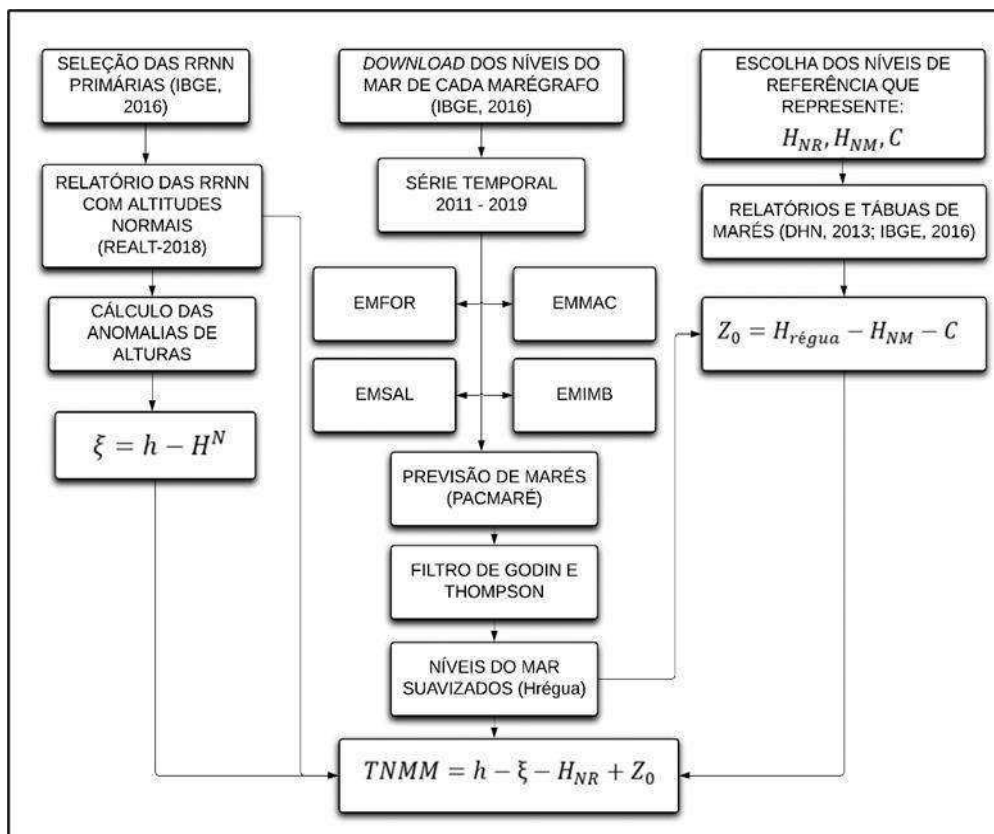 SELEÇÃO DAS RRNN
PRIMÁRIAS (IBGE,
2016)
RELATÓRIO DAS RRNN
COM ALTITUDES
NORMAIS
(REALT-2018)
CÁLCULO DAS
ANOMALIAS DE
ALTURAS
ξ = h − H^N
DOWNLOAD DOS NÍVEIS DO
MAR DE CADA MARÉGRAFO
(IBGE, 2016)
SÉRIE TEMPORAL
2011 - 2019
EMFOR
EMMAC
EMSAL
EMIMB
PREVISÃO DE MARÉS
(PACMARÉ)
FILTRO DE GODIN E
THOMPSON
NÍVEIS DO MAR
SUAVIZADOS (Hrégua)
ESCOLHA DOS NÍVEIS DE
REFERÊNCIA QUE
REPRESENTE:
H_NR, H_NM, C
RELATÓRIOS E TÁBUAS DE
MARÉS (DHN, 2013; IBGE, 2016)
Z_0 = H_régua − H_NM − C
TNMM = h − ξ − H_NR + Z_0